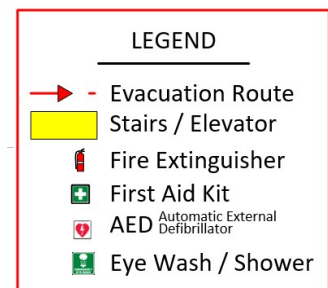 LEGEND
Evacuation Route
Stairs / Elevator
Fire Extinguisher
First Aid Kit
AED Automatic External
Defibrillator
Eye Wash / Shower